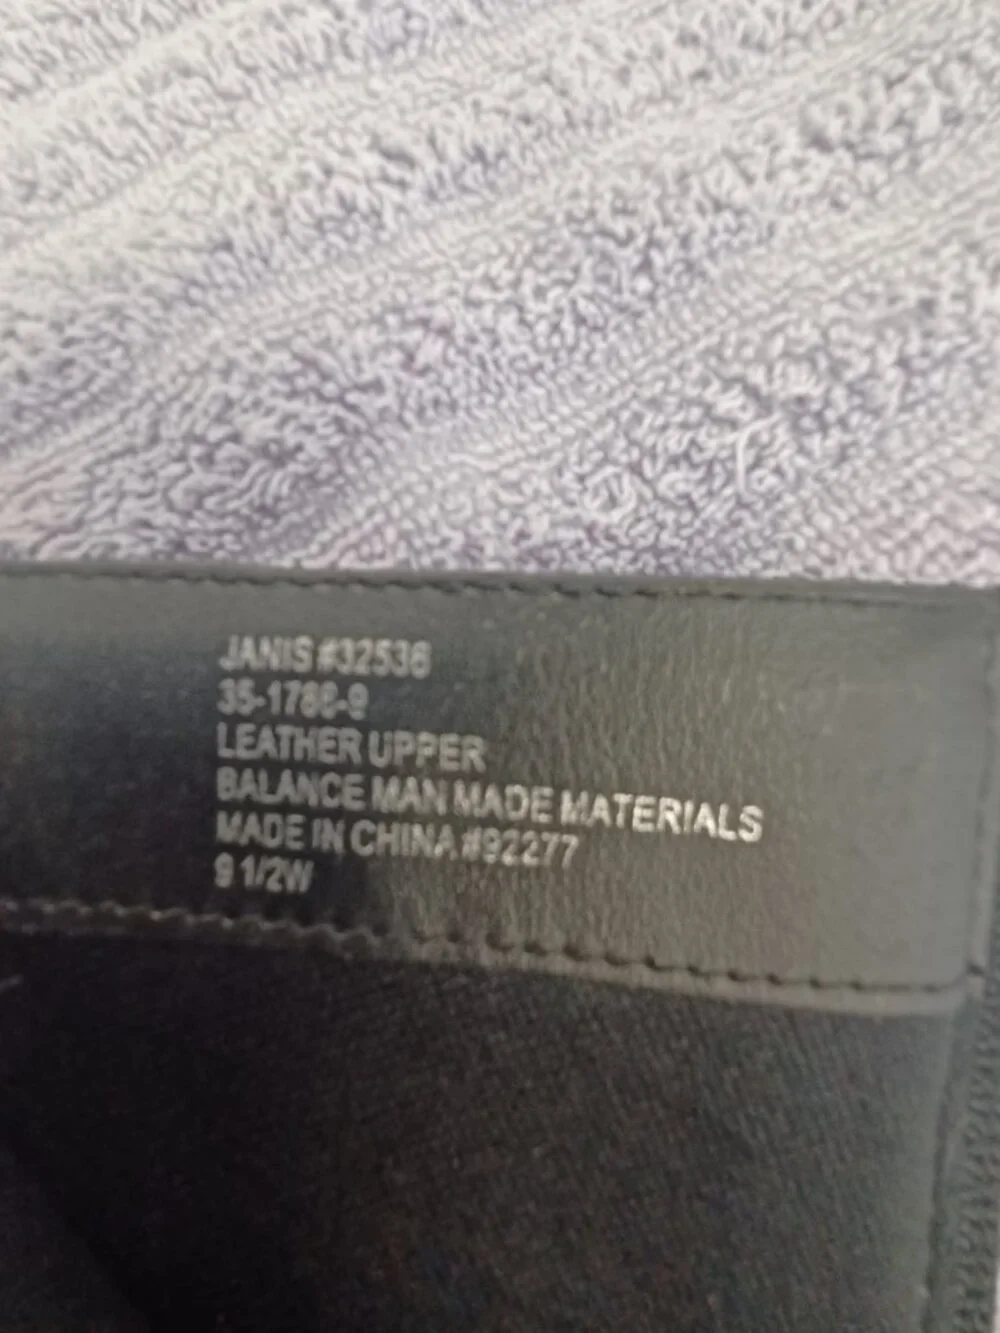 JANIS #32536
LEATHER UPPER
BALANCE MAN MADE MATERIALS
MADE IN CHINA #92277
9 1/2W